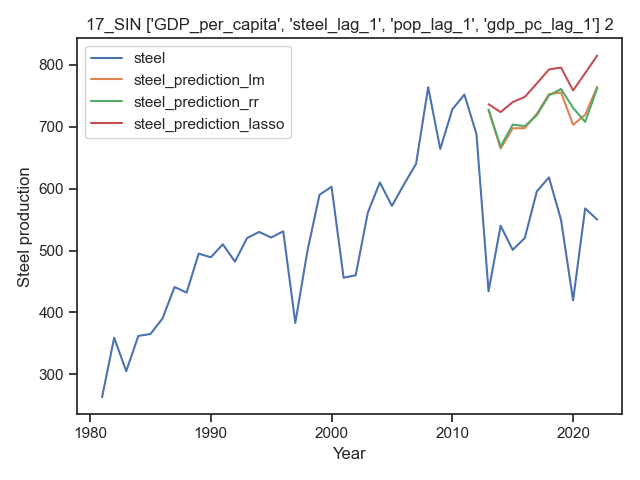 17_SIN ['GDP_per_capita', 'steel_lag_1', 'pop_lag_1', 'gdp_pc_lag_1'] 2
steel
steel_prediction_lm
steel_prediction_rr
steel_prediction_lasso
800
700
600
500
400
300
Steel production
1980
1990
2000
2010
2020
Year